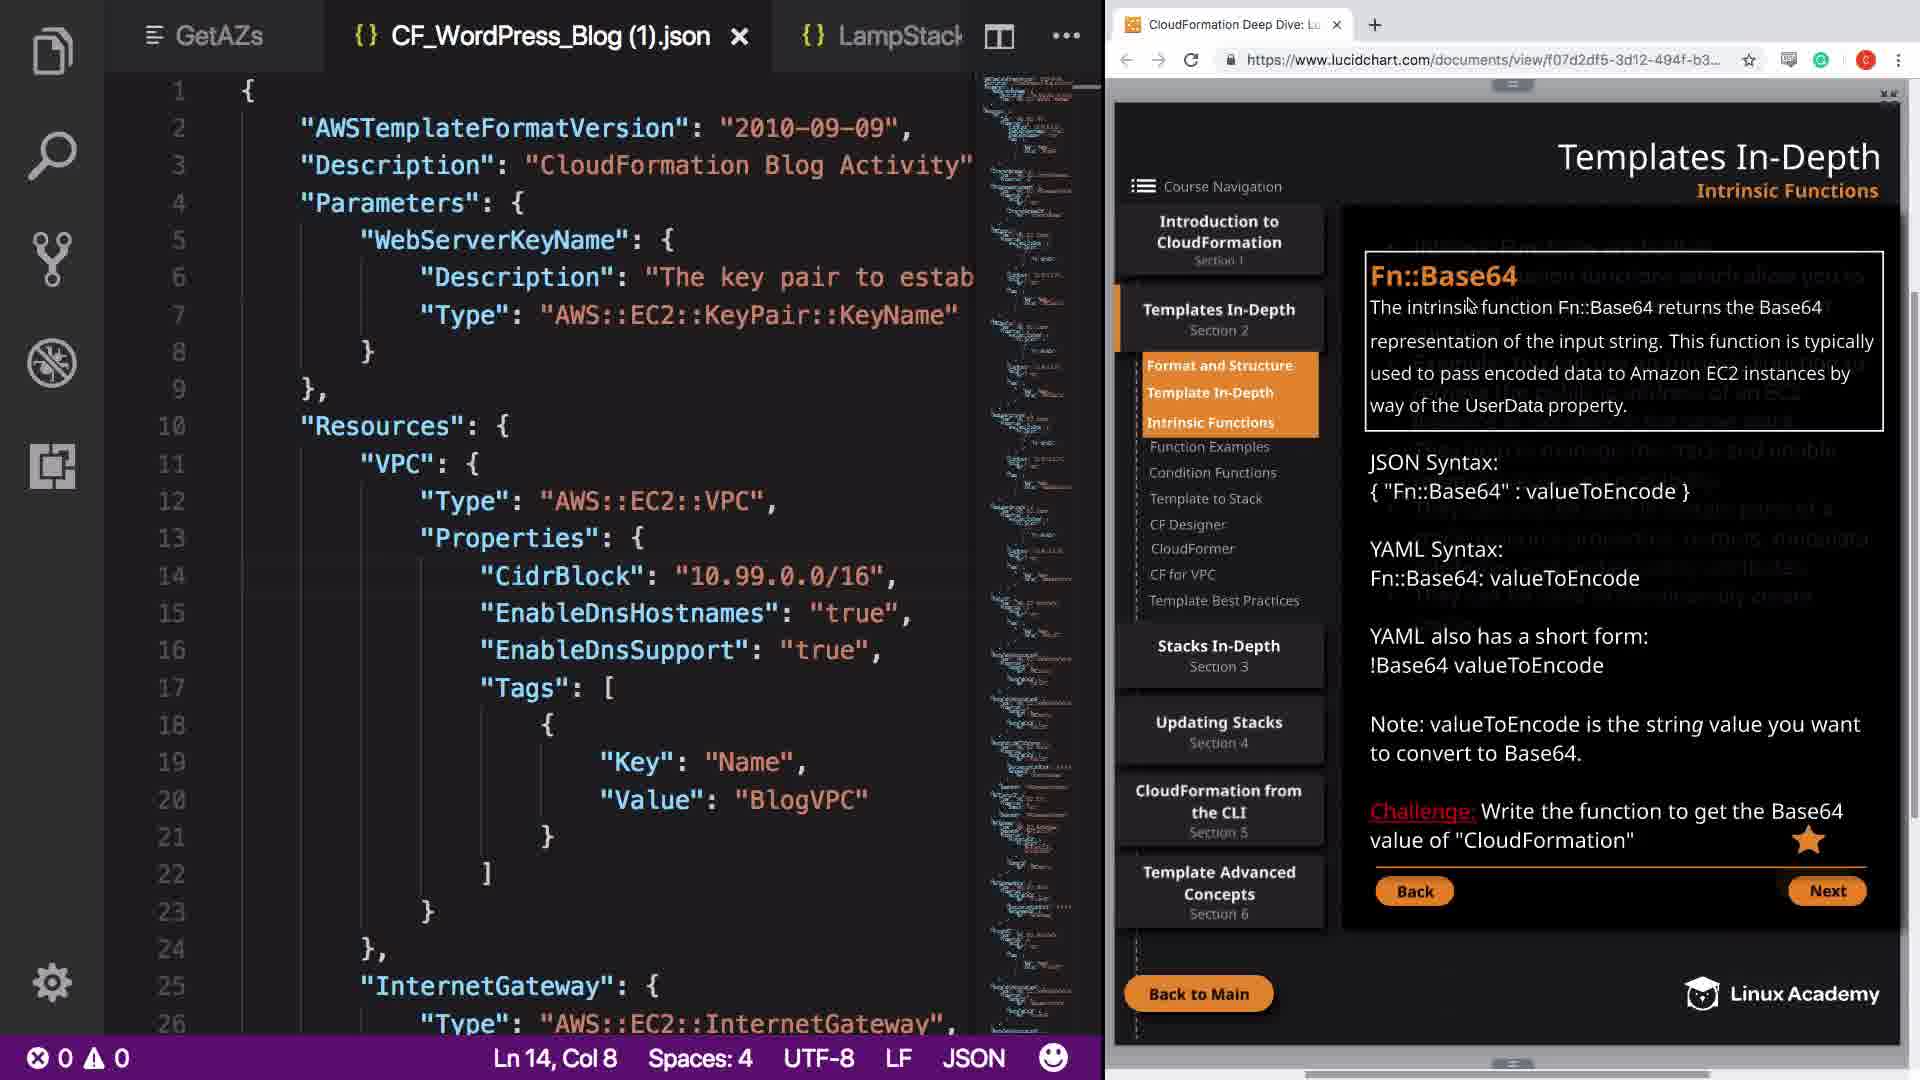 GetAZs
{} CF_WordPress_Blog (1).json ×
{} LampStack
1 {
2 "AWSTemplateFormatVersion": "2010-09-09",
3 "Description": "CloudFormation Blog Activity"
4 "Parameters": {
5 "WebServerKeyName": {
6 "Description": "The key pair to estab
7 "Type": "AWS::EC2::KeyPair::KeyName"
8 }
9 },
10 "Resources": {
11 "VPC": {
12 "Type": "AWS::EC2::VPC",
13 "Properties": {
14 "CidrBlock": "10.99.0.0/16",
15 "EnableDnsHostnames": "true",
16 "EnableDnsSupport": "true",
17 "Tags": [
18 {
19 "Key": "Name",
20 "Value": "BlogVPC"
21 }
22 ]
23 }
24 },
25 "InternetGateway": {
26 "Type": "AWS::EC2::InternetGateway",
0 0
Ln 14, Col 8 Spaces: 4 UTF-8 LF JSON
CloudFormation Deep Dive: Lu
https://www.lucidchart.com/documents/view/f07d2df5-3d12-494f-b3...
C
Templates In-Depth
Intrinsic Functions
Course Navigation
Introduction to
CloudFormation
Section 1
Templates In-Depth
Section 2
Format and Structure
Template In-Depth
Intrinsic Functions
Function Examples
Condition Functions
Template to Stack
CF Designer
CloudFormer
CF for VPC
Template Best Practices
Stacks In-Depth
Section 3
Updating Stacks
Section 4
CloudFormation from
the CLI
Section 5
Template Advanced
Concepts
Section 6
Back to Main
Fn::Base64
The intrinsic function Fn::Base64 returns the Base64
representation of the input string. This function is typically
used to pass encoded data to Amazon EC2 instances by
way of the UserData property.
JSON Syntax:
{ "Fn::Base64" : valueToEncode }
YAML Syntax:
Fn::Base64: valueToEncode
YAML also has a short form:
!Base64 valueToEncode
Note: valueToEncode is the string value you want
to convert to Base64.
Challenge: Write the function to get the Base64
value of "CloudFormation"
Back
Next
Linux Academy